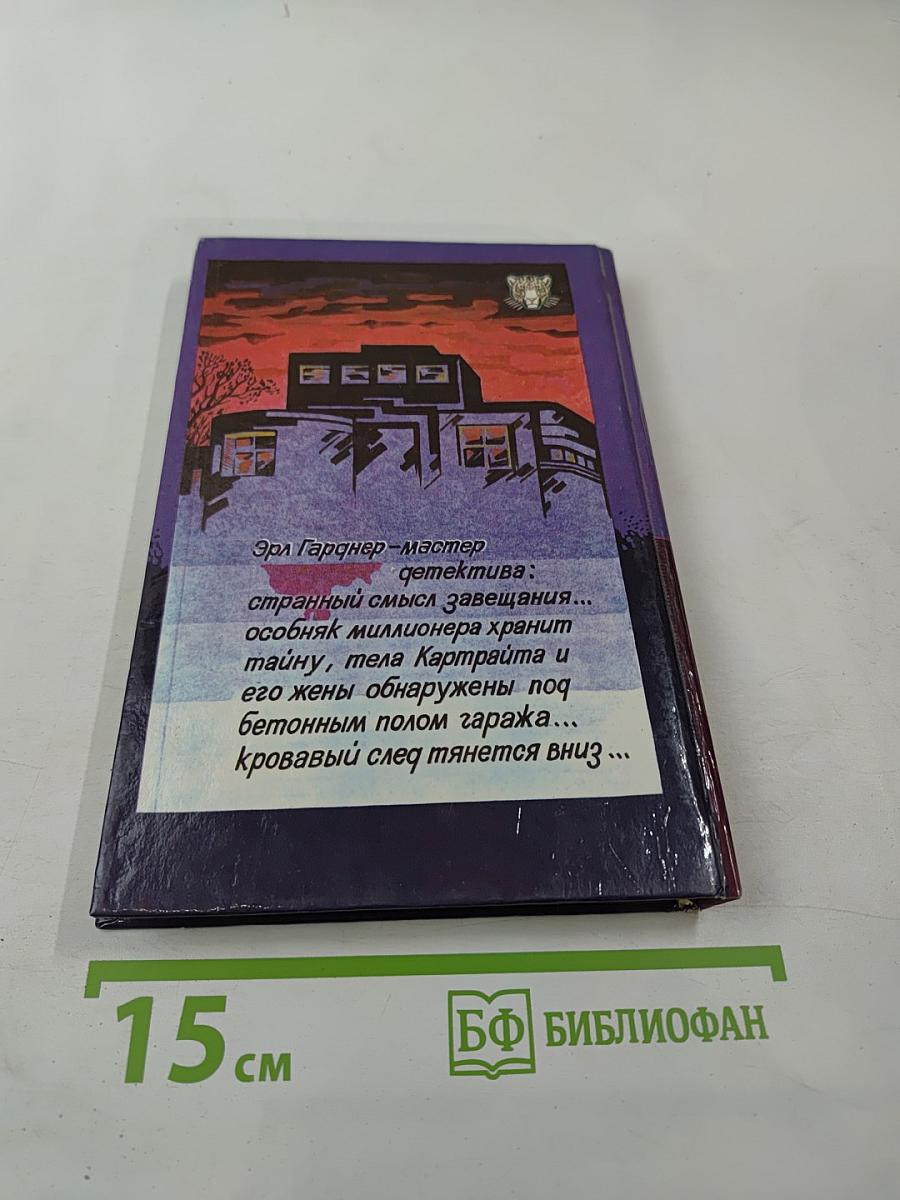 Эрл Гарднер – мастер
детектива:
странный смысл завещания...
особняк миллионера хранит
тайну, тела Картрайта и
его жены обнаружены под
бетонным полом гаража...
кровавый след тянется вниз...
15 см
БФ БИБЛИОФАН